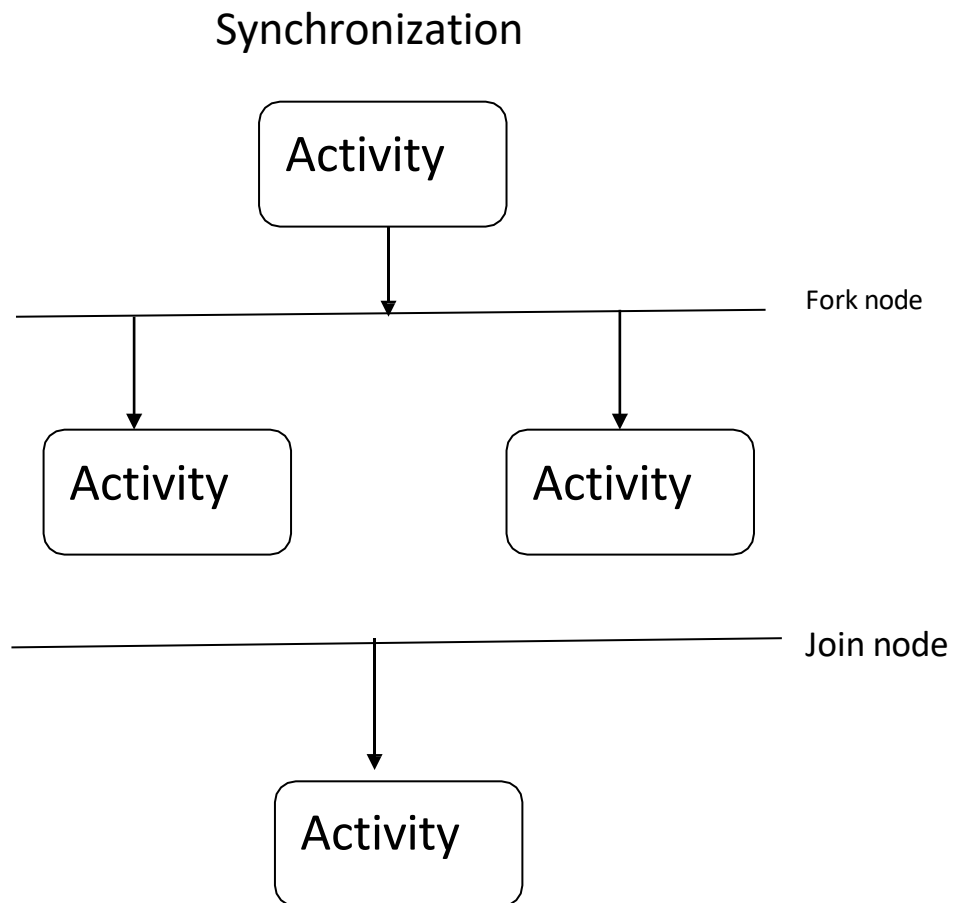 Synchronization
Activity
Fork node
Activity
Activity
Join node
Activity